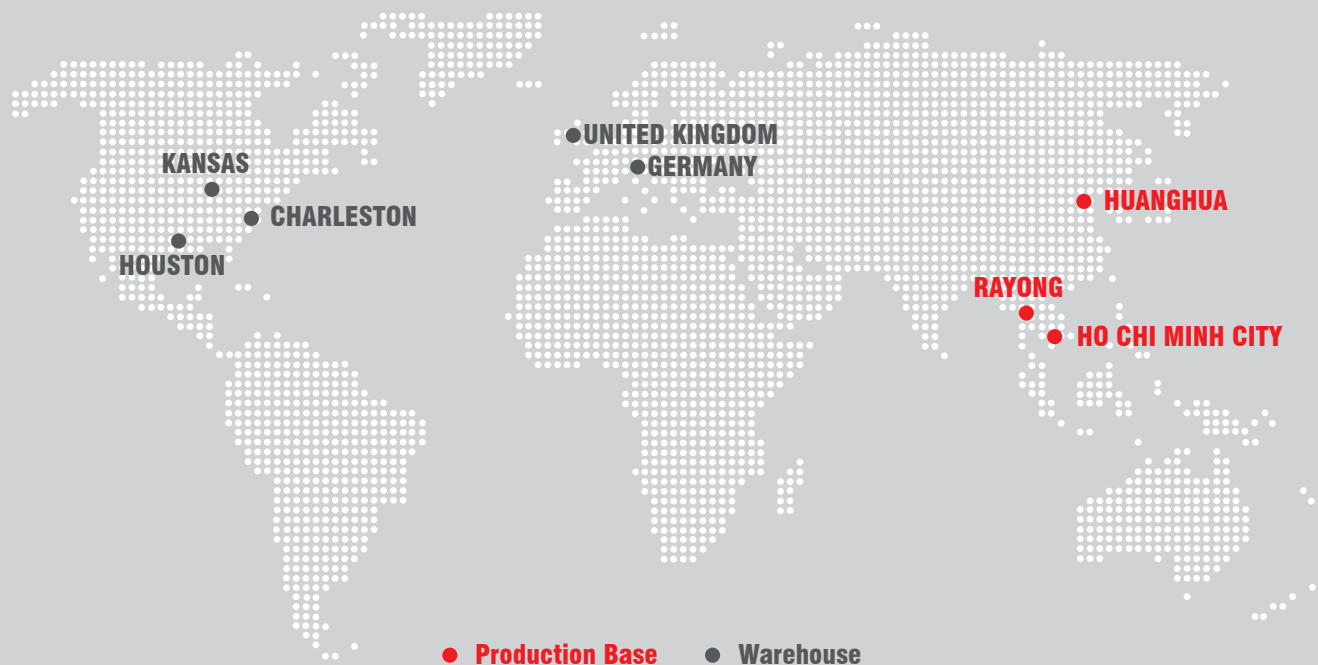 UNITED KINGDOM
KANSAS
GERMANY
HUANGHUA
CHARLESTON
HOUSTON
RAYONG
HO CHI MINH CITY
Production Base
Warehouse